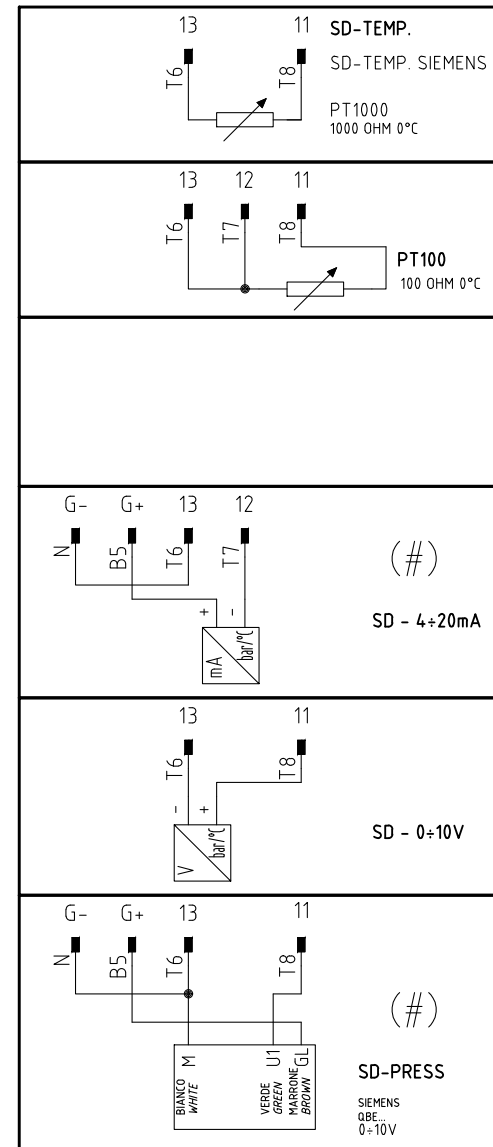 13 11 SD-TEMP.
T6 T8 SD-TEMP. SIEMENS
PT1000
1000 OHM 0°C
13 12 11
T6 T7 T8
PT100
100 OHM 0°C
G- G+ 13 12
N B5 T6 T7
(#)
+ -
mA bar/°C
SD - 4÷20mA
13 11
T6 T8
- +
V bar/°C
SD - 0÷10V
G- G+ 13 11
N B5 T6 T8
(#)
M U1 GL
BIANCO VERDE MARRONE
WHITE GREEN BROWN
SD-PRESS
SIEMENS
QBE...
0÷10V